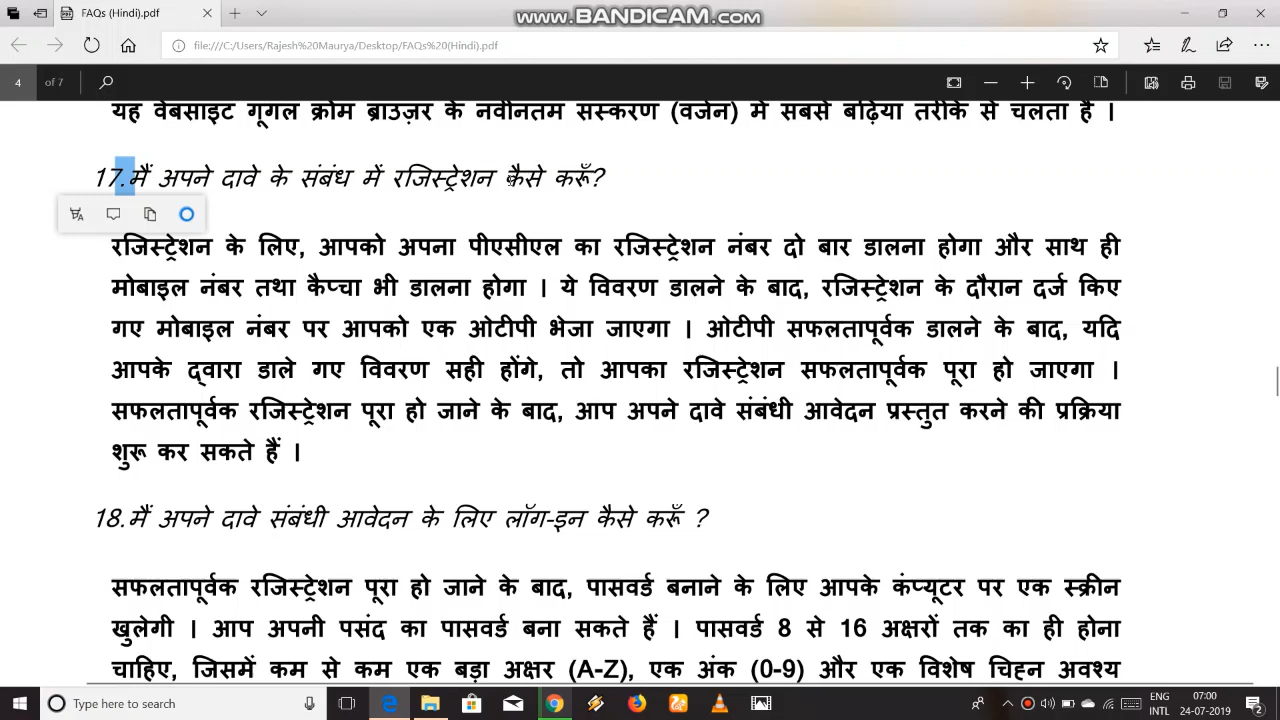 www.BANDICAM.com
FAQs (Hindi).pdf
file:///C:/Users/Rajesh%20Maurya/Desktop/FAQs%20(Hindi).pdf
4 of 7
यह वेबसाइट गूगल क्रोम ब्राउज़र के नवीनतम संस्करण (वर्जन) में सबसे बढ़िया तरीके से चलता है ।
17.मैं अपने दावे के संबंध में रजिस्ट्रेशन कैसे करूँ?
रजिस्ट्रेशन के लिए, आपको अपना पीएसीएल का रजिस्ट्रेशन नंबर दो बार डालना होगा और साथ ही
मोबाइल नंबर तथा कैप्चा भी डालना होगा । ये विवरण डालने के बाद, रजिस्ट्रेशन के दौरान दर्ज किए
गए मोबाइल नंबर पर आपको एक ओटीपी भेजा जाएगा । ओटीपी सफलतापूर्वक डालने के बाद, यदि
आपके द्वारा डाले गए विवरण सही होंगे, तो आपका रजिस्ट्रेशन सफलतापूर्वक पूरा हो जाएगा ।
सफलतापूर्वक रजिस्ट्रेशन पूरा हो जाने के बाद, आप अपने दावे संबंधी आवेदन प्रस्तुत करने की प्रक्रिया
शुरू कर सकते हैं ।
18.मैं अपने दावे संबंधी आवेदन के लिए लॉग-इन कैसे करूँ ?
सफलतापूर्वक रजिस्ट्रेशन पूरा हो जाने के बाद, पासवर्ड बनाने के लिए आपके कंप्यूटर पर एक स्क्रीन
खुलेगी । आप अपनी पसंद का पासवर्ड बना सकते हैं । पासवर्ड 8 से 16 अक्षरों तक का ही होना
चाहिए, जिसमें कम से कम एक बड़ा अक्षर (A-Z), एक अंक (0-9) और एक विशेष चिह्न अवश्य
Type here to search
ENG 07:00
INTL 24-07-2019
2